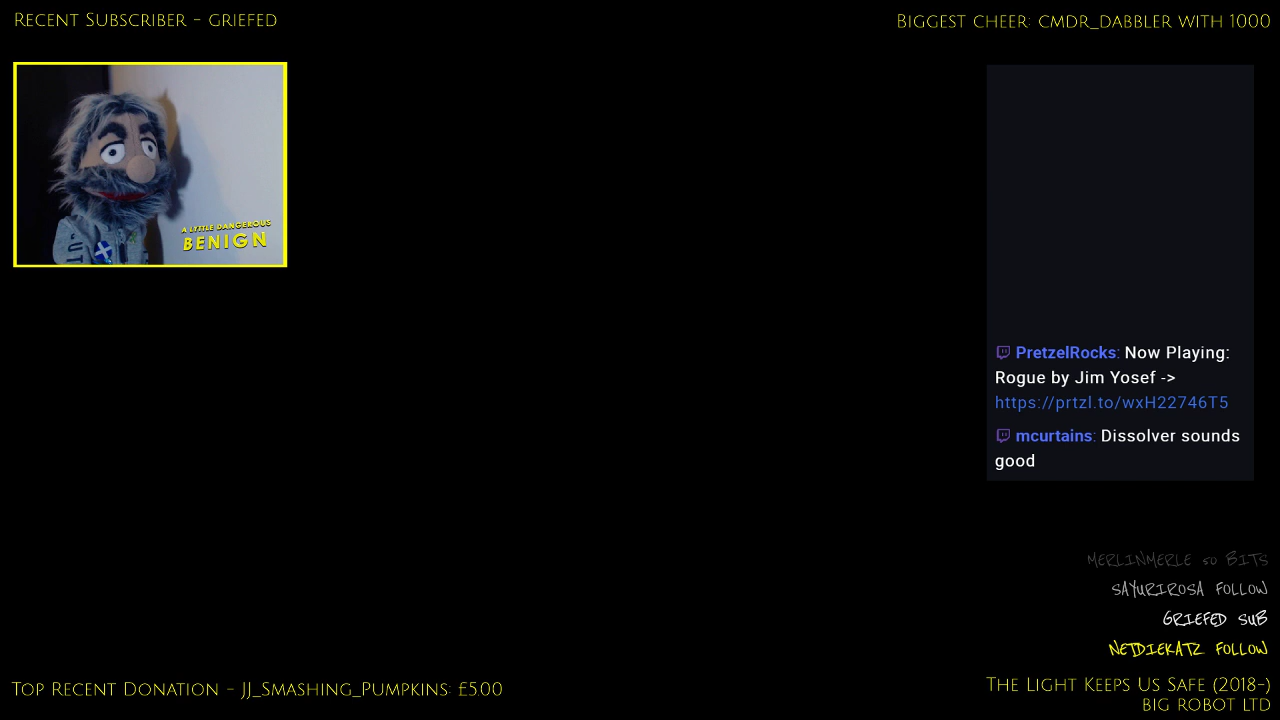 Recent Subscriber - griefed
Biggest cheer: cmdr_dabbler with 1000
A LYTTLE DANGEROUS
BENIGN
PretzelRocks: Now Playing:
Rogue by Jim Yosef ->
https://prtzl.to/wxH22746T5
mcurtains: Dissolver sounds
good
MERLINMERLE 50 BITS
SAYURIROSA FOLLOW
GRIEFED SUB
NETDIEKATZ FOLLOW
Top Recent Donation - JJ_Smashing_Pumpkins: £5.00
The Light Keeps Us Safe (2018-)
Big Robot Ltd